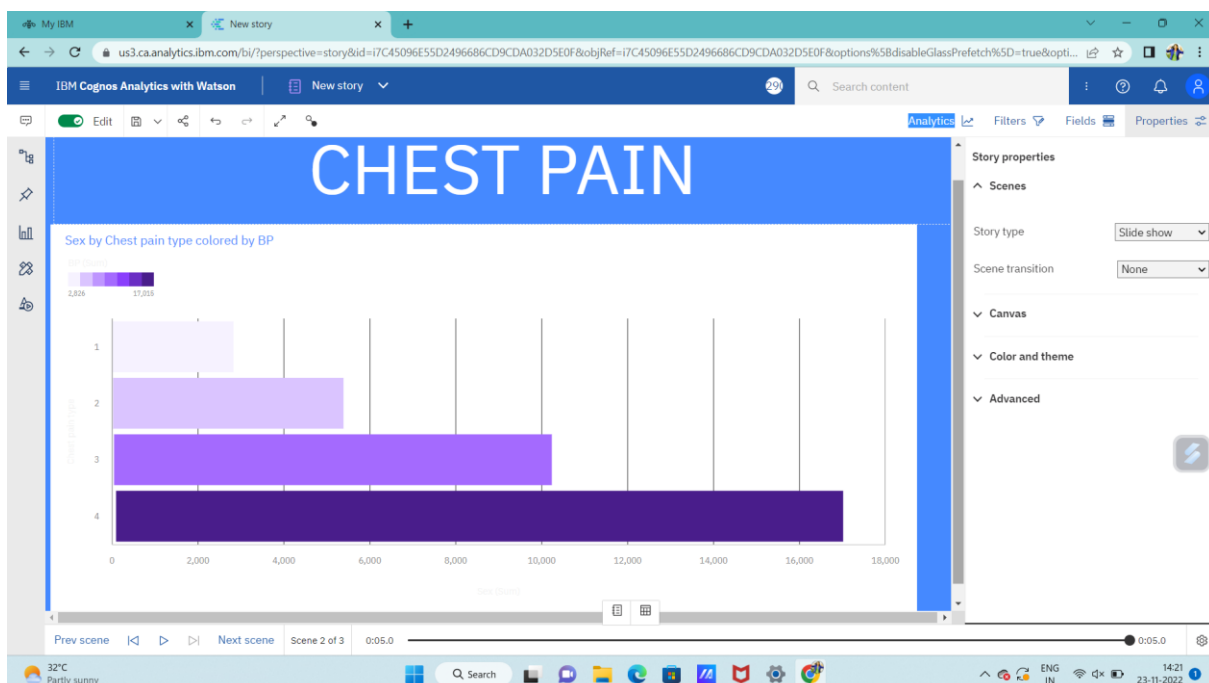 My IBM
New story
us3.ca.analytics.ibm.com/bi/?perspective=story&id=i7C45096E55D2496686CD9CDA032D5E0F&objRef=i7C45096E55D2496686CD9CDA032D5E0F&options%5BdisableGlassPrefetch%5D=true&opti...
IBM Cognos Analytics with Watson
New story
Search content
Edit
Analytics
Filters
Fields
Properties
CHEST PAIN
Story properties
Scenes
Story type
Slide show
Scene transition
None
Canvas
Color and theme
Advanced
Sex by Chest pain type colored by BP
2,826 17,015
Chest pain type
1
2
3
4
0 2,000 4,000 6,000 8,000 10,000 12,000 14,000 16,000 18,000
Prev scene
Next scene
Scene 2 of 3
0:05.0
0:05.0
32°C
Partly sunny
Search
ENG
IN
14:21
23-11-2022
1